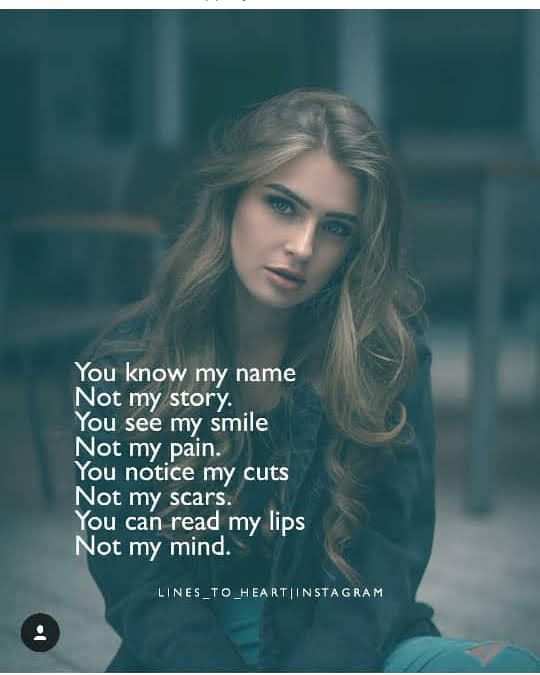 You know my name
Not my story.
You see my smile
Not my pain.
You notice my cuts
Not my scars.
You can read my lips
Not my mind.
LINES_TO_HEART|INSTAGRAM